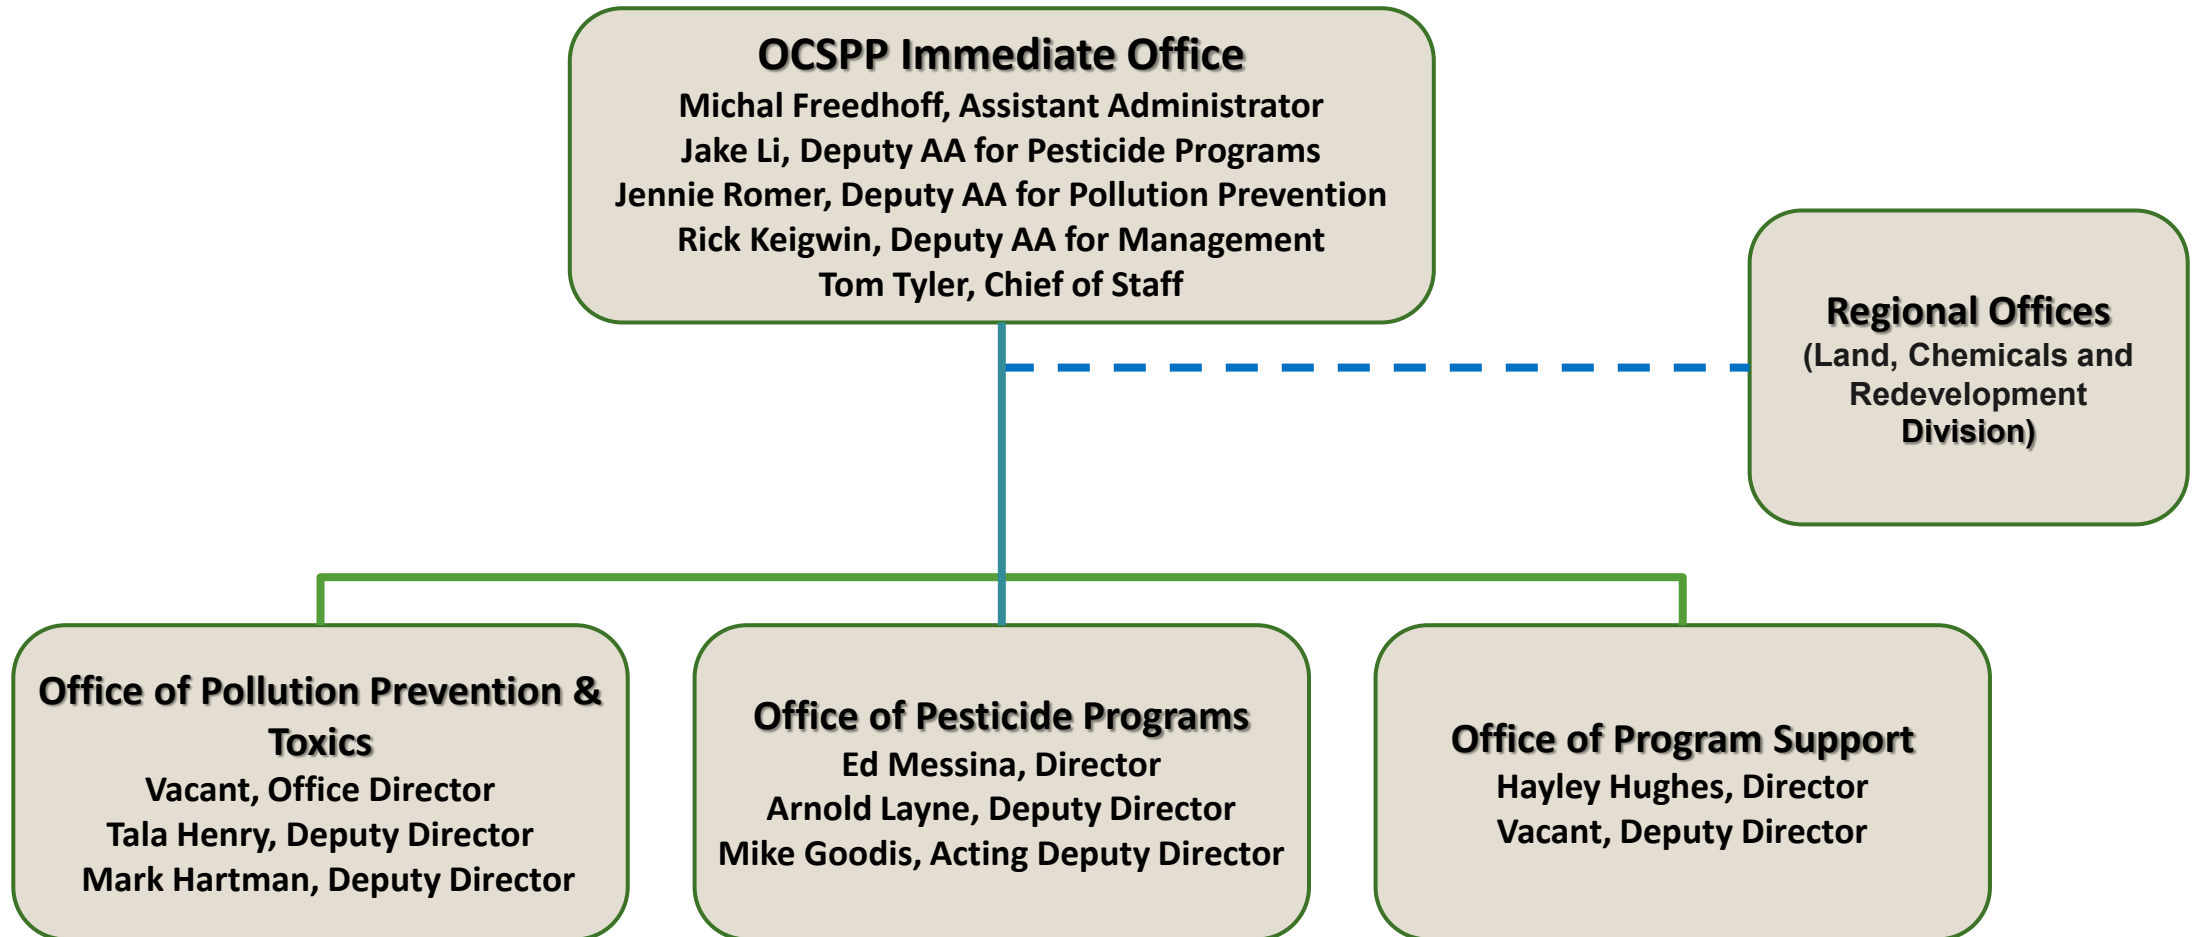 OCSPP Immediate Office
Michal Freedhoff, Assistant Administrator
Jake Li, Deputy AA for Pesticide Programs
Jennie Romer, Deputy AA for Pollution Prevention
Rick Keigwin, Deputy AA for Management
Tom Tyler, Chief of Staff
Regional Offices
(Land, Chemicals and
Redevelopment
Division)
Office of Pollution Prevention &
Toxics
Vacant, Office Director
Tala Henry, Deputy Director
Mark Hartman, Deputy Director
Office of Pesticide Programs
Ed Messina, Director
Arnold Layne, Deputy Director
Mike Goodis, Acting Deputy Director
Office of Program Support
Hayley Hughes, Director
Vacant, Deputy Director